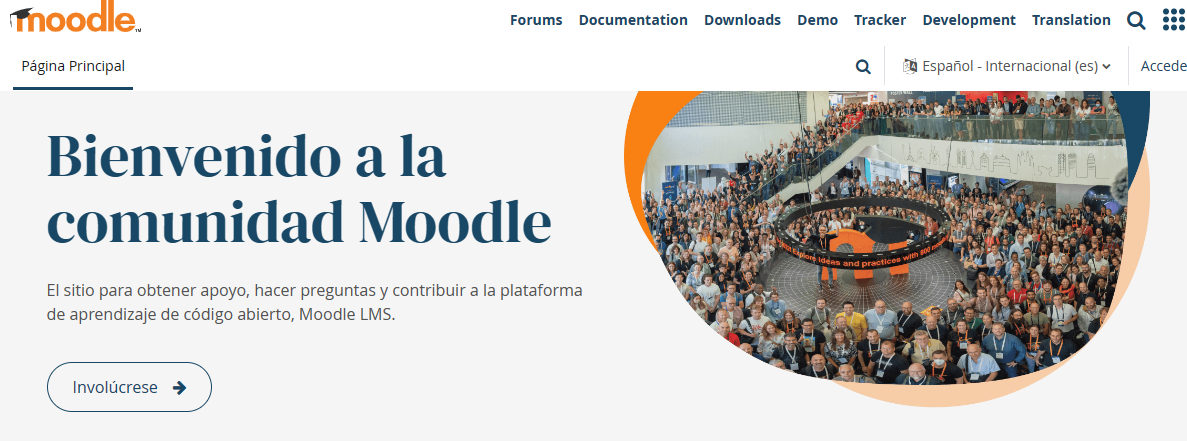 moodle™
Forums Documentation Downloads Demo Tracker Development Translation
Página Principal
Español - Internacional (es)
Accede
Bienvenido a la
comunidad Moodle
El sitio para obtener apoyo, hacer preguntas y contribuir a la plataforma
de aprendizaje de código abierto, Moodle LMS.
Involúcrese
Explore ideas and practices with 800